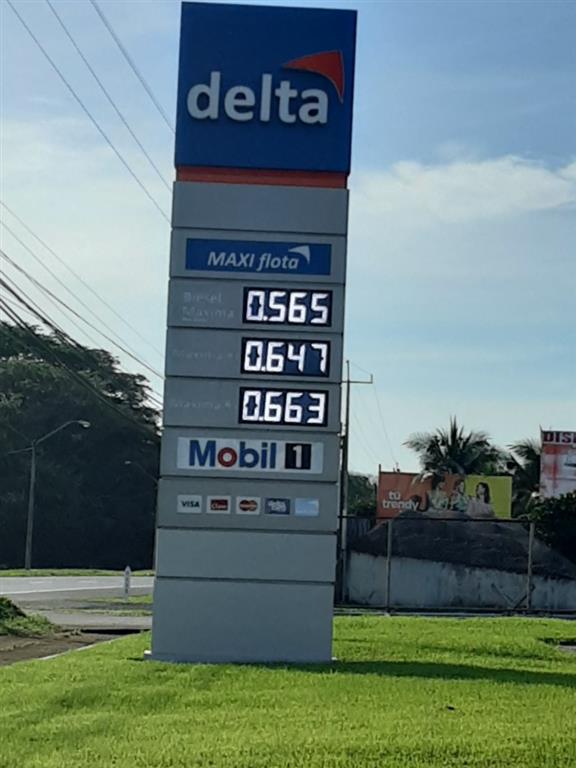 delta
MAXI flota
Diesel
Maxima
0.565
0.647
0.663
Mobil 1
VISA
tú
trendy